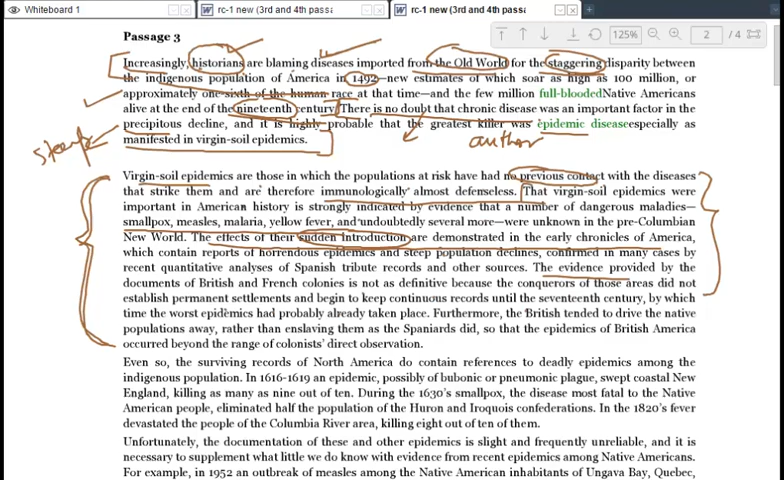 Whiteboard 1
rc-1 new (3rd and 4th passa
rc-1 new (3rd and 4th passa
125%
2
/ 4
Passage 3
Increasingly, historians are blaming diseases imported from the Old World for the staggering disparity between
the indigenous population of America in 1492—new estimates of which soar as high as 100 million, or
approximately one-sixth of the human race at that time—and the few million full-bloodedNative Americans
alive at the end of the nineteenth century. There is no doubt that chronic disease was an important factor in the
precipitous decline, and it is highly probable that the greatest killer was epidemic diseaseespecially as
manifested in virgin-soil epidemics.
steep
author
Virgin-soil epidemics are those in which the populations at risk have had no previous contact with the diseases
that strike them and are therefore immunologically almost defenseless. That virgin-soil epidemics were
important in American history is strongly indicated by evidence that a number of dangerous maladies—
smallpox, measles, malaria, yellow fever, and undoubtedly several more—were unknown in the pre-Columbian
New World. The effects of their sudden introduction are demonstrated in the early chronicles of America,
which contain reports of horrendous epidemics and steep population declines, confirmed in many cases by
recent quantitative analyses of Spanish tribute records and other sources. The evidence provided by the
documents of British and French colonies is not as definitive because the conquerors of those areas did not
establish permanent settlements and begin to keep continuous records until the seventeenth century, by which
time the worst epidemics had probably already taken place. Furthermore, the British tended to drive the native
populations away, rather than enslaving them as the Spaniards did, so that the epidemics of British America
occurred beyond the range of colonists' direct observation.
Even so, the surviving records of North America do contain references to deadly epidemics among the
indigenous population. In 1616-1619 an epidemic, possibly of bubonic or pneumonic plague, swept coastal New
England, killing as many as nine out of ten. During the 1630's smallpox, the disease most fatal to the Native
American people, eliminated half the population of the Huron and Iroquois confederations. In the 1820's fever
devastated the people of the Columbia River area, killing eight out of ten of them.
Unfortunately, the documentation of these and other epidemics is slight and frequently unreliable, and it is
necessary to supplement what little we do know with evidence from recent epidemics among Native Americans.
For example, in 1952 an outbreak of measles among the Native American inhabitants of Ungava Bay, Quebec,